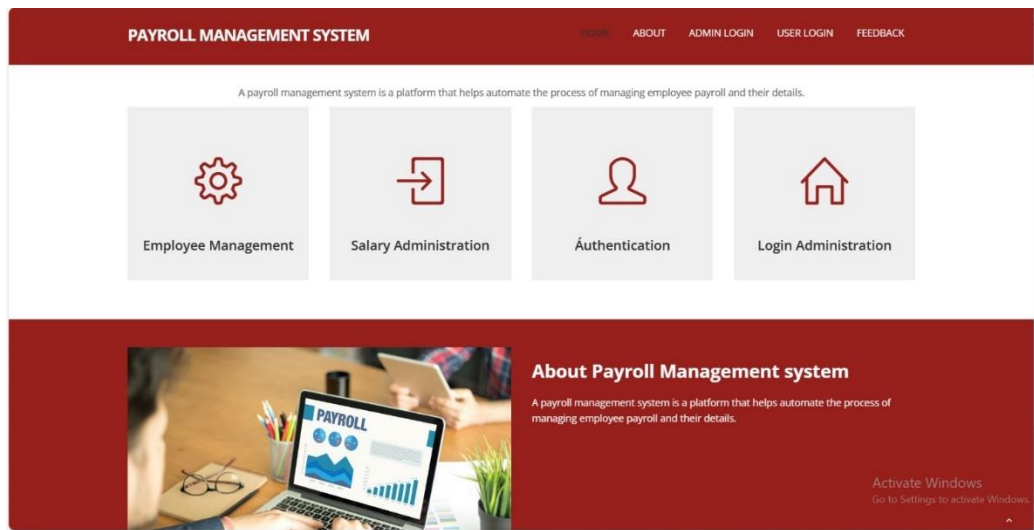 PAYROLL MANAGEMENT SYSTEM
HOME ABOUT ADMIN LOGIN USER LOGIN FEEDBACK
A payroll management system is a platform that helps automate the process of managing employee payroll and their details.
Employee Management
Salary Administration
Áuthentication
Login Administration
PAYROLL
About Payroll Management system
A payroll management system is a platform that helps automate the process of
managing employee payroll and their details.
Activate Windows
Go to Settings to activate Windows.